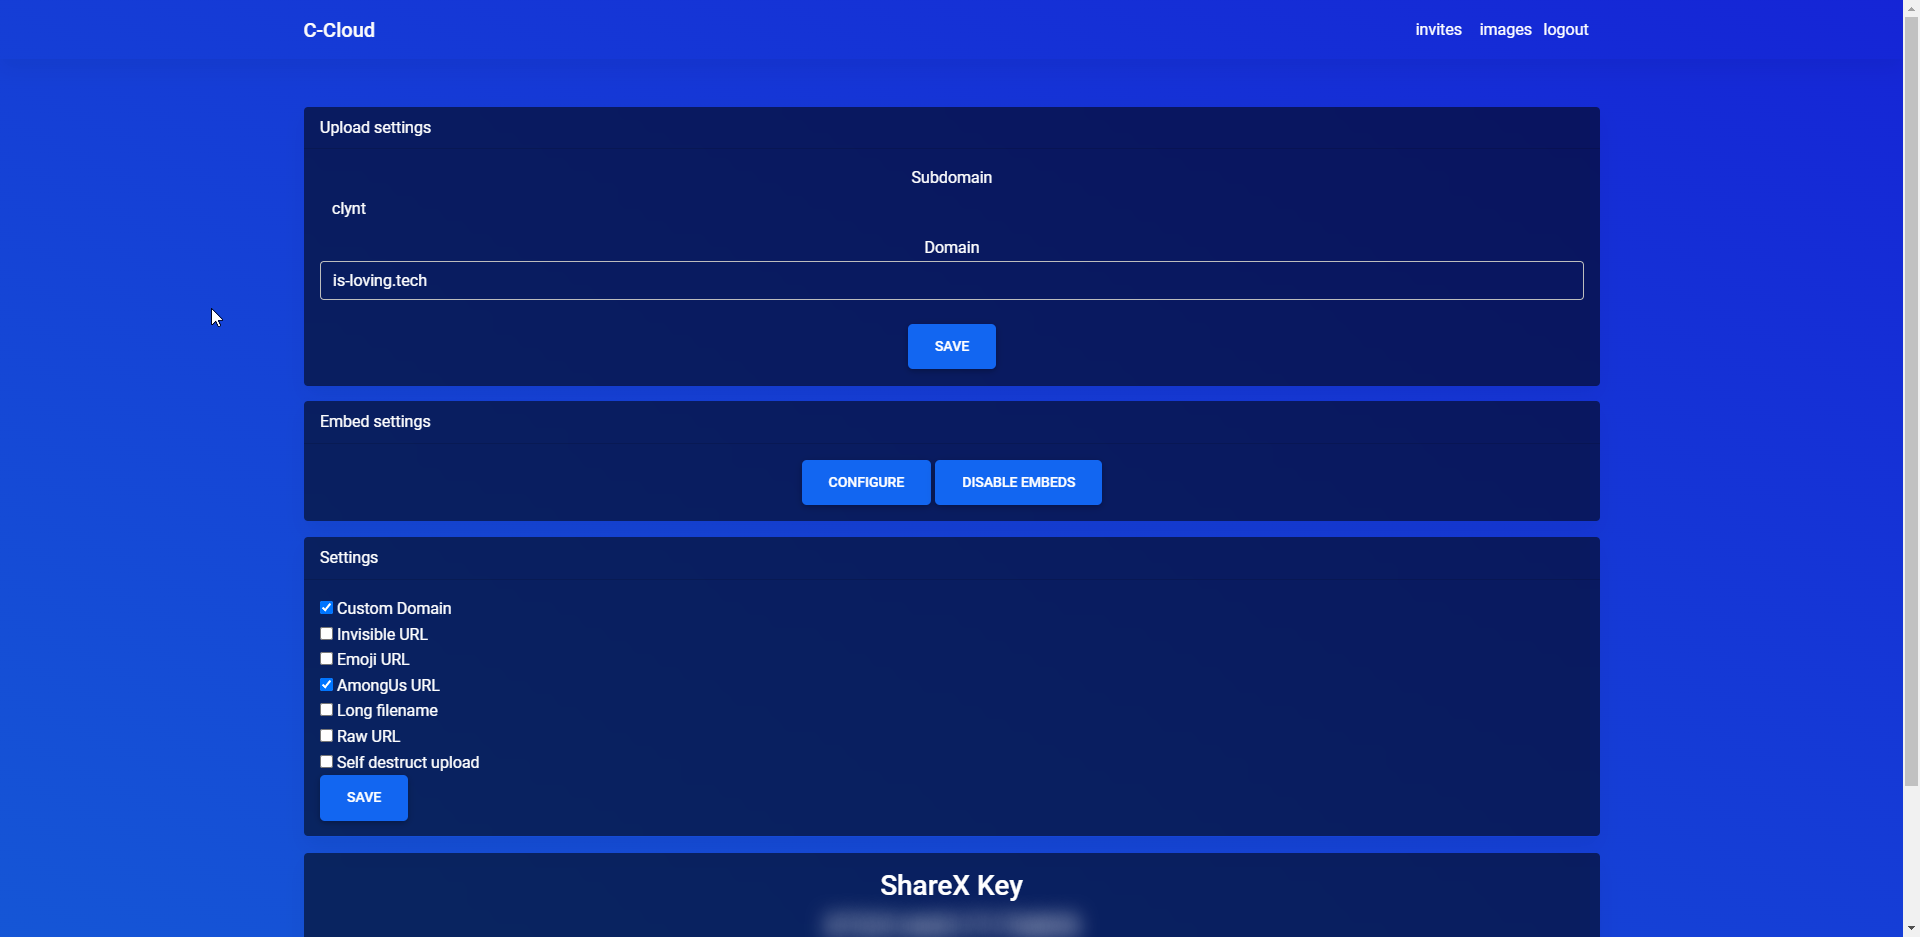 C-Cloud
invites images logout
Upload settings
Subdomain
clynt
Domain
is-loving.tech
SAVE
Embed settings
CONFIGURE DISABLE EMBEDS
Settings
Custom Domain
Invisible URL
Emoji URL
AmongUs URL
Long filename
Raw URL
Self destruct upload
SAVE
ShareX Key